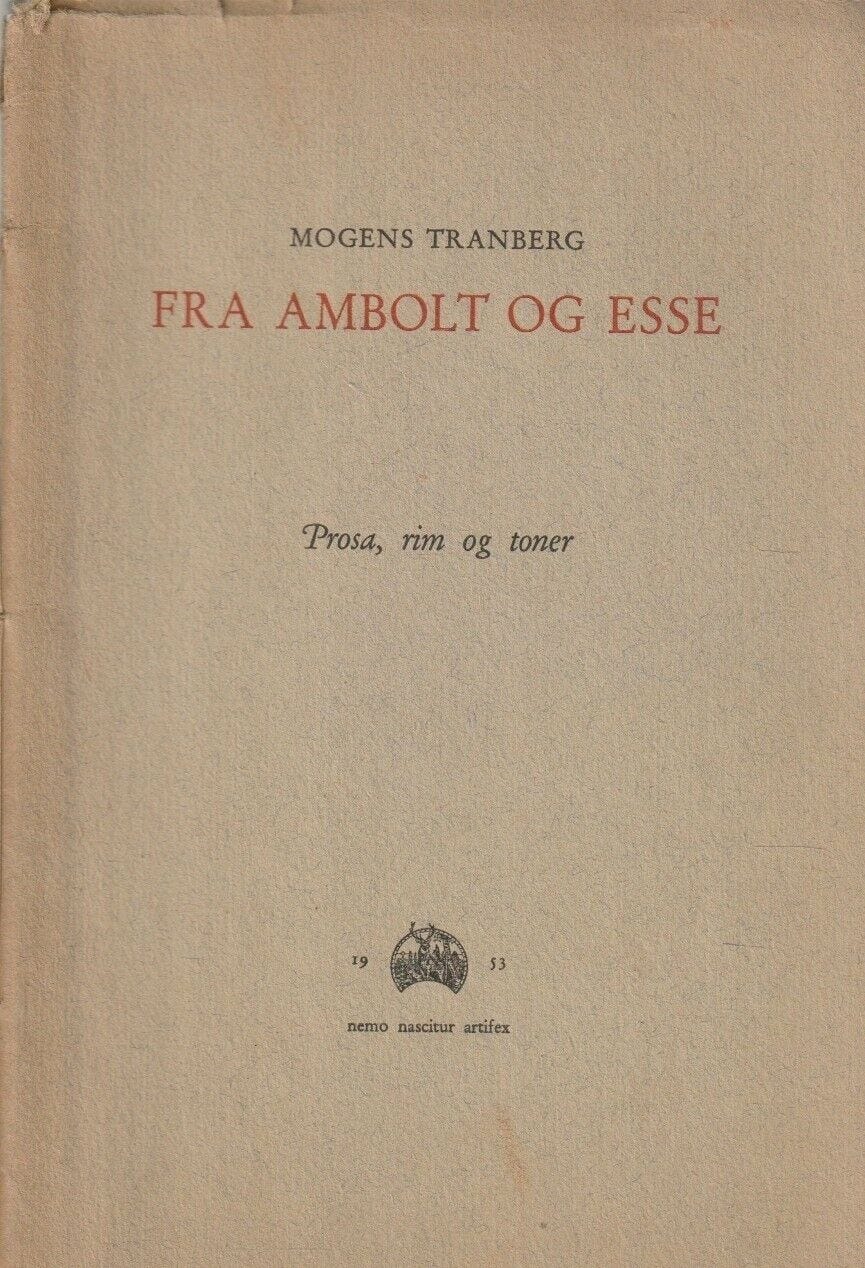 MOGENS TRANBERG
FRA AMBOLT OG ESSE
Prosa, rim og toner
19 53
nemo nascitur artifex